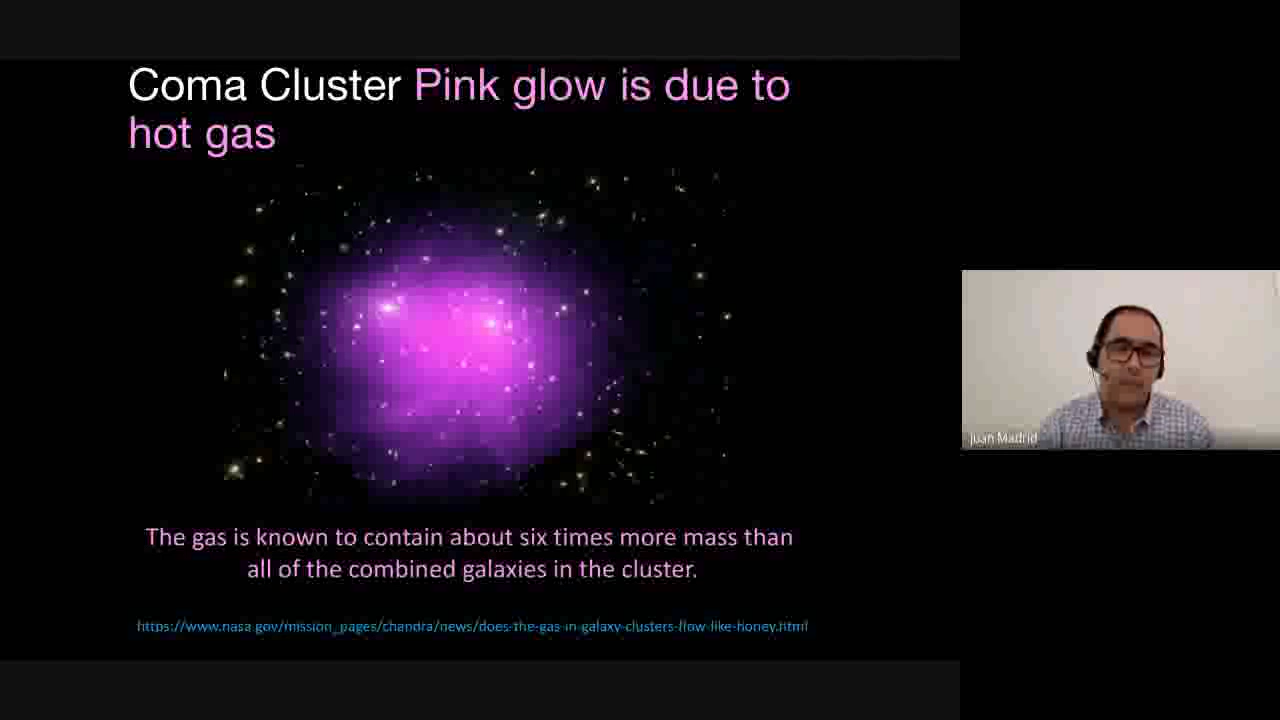 Coma Cluster Pink glow is due to
hot gas
The gas is known to contain about six times more mass than
all of the combined galaxies in the cluster.
https://www.nasa.gov/mission_pages/chandra/news/does-the-gas-in-galaxy-clusters-flow-like-honey.html
Juan Madrid